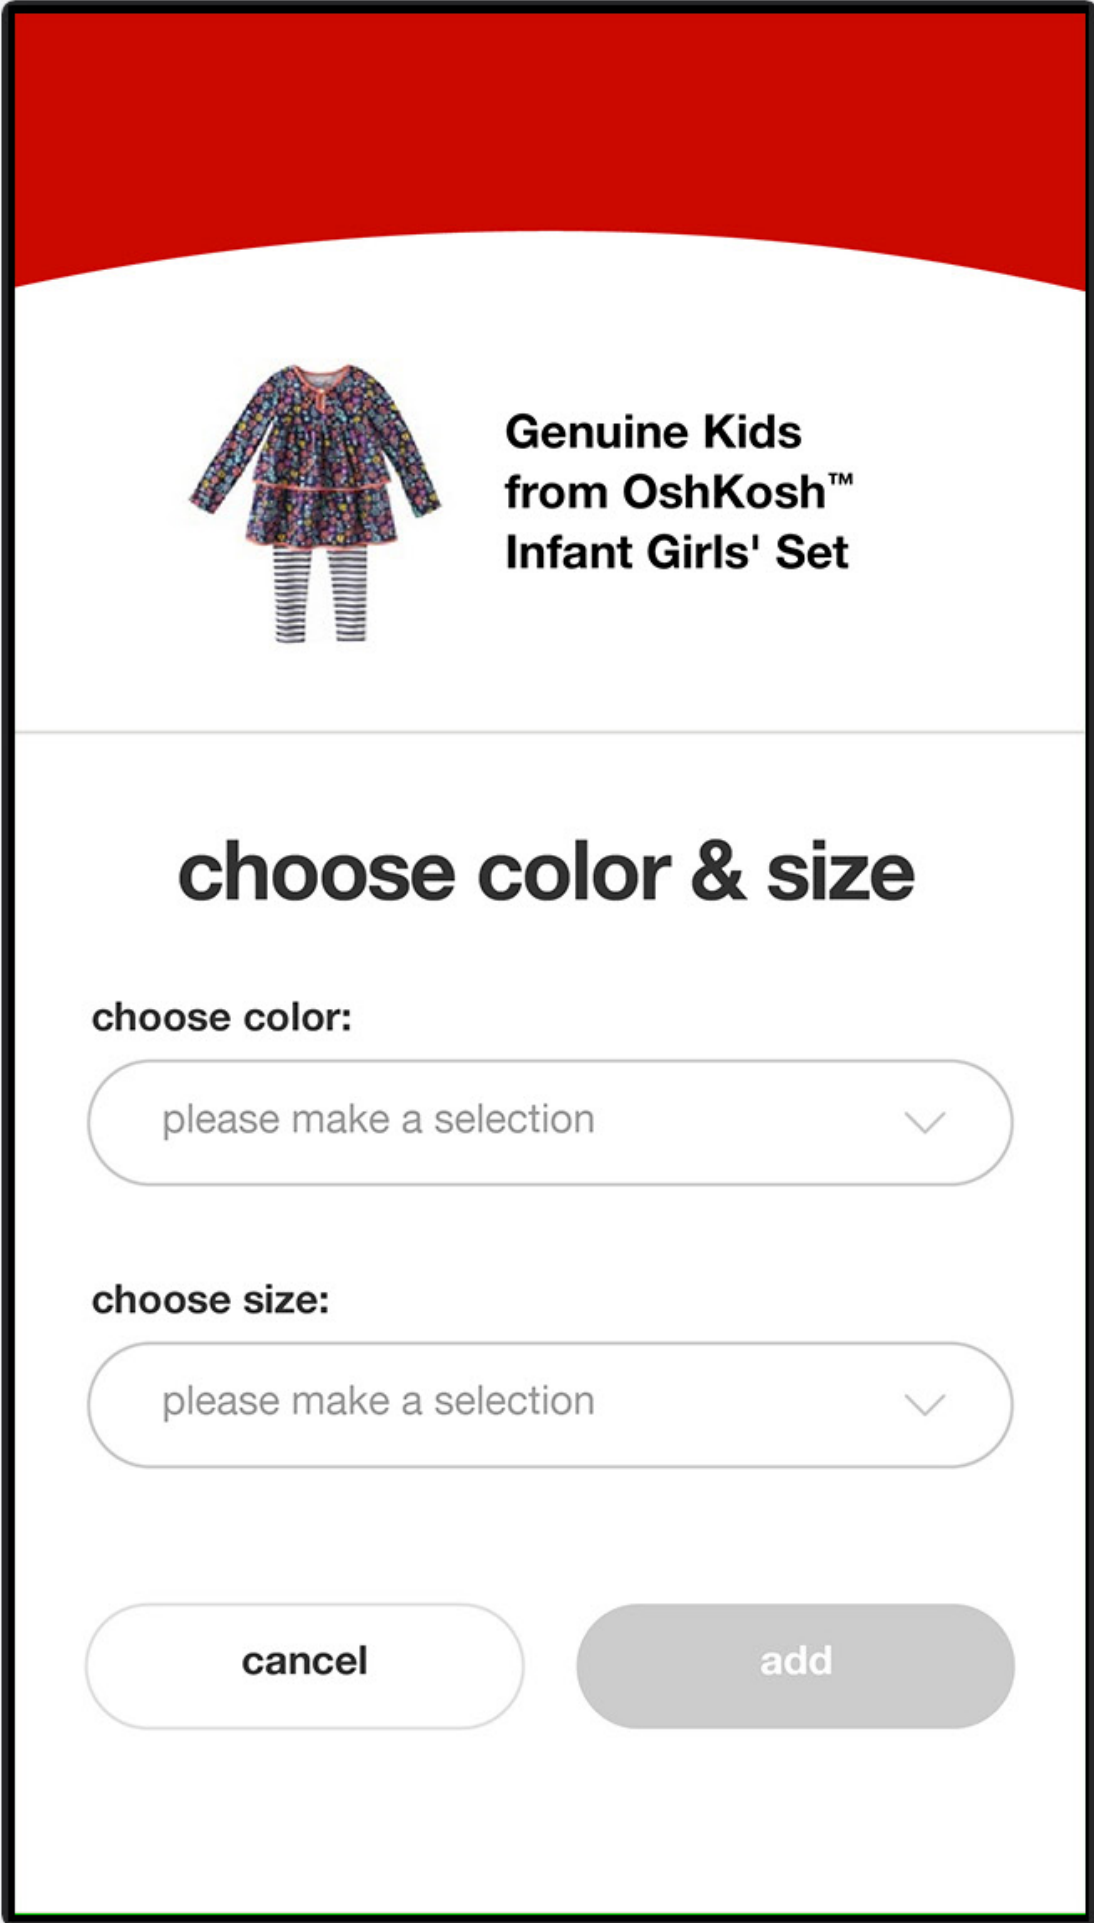 Genuine Kids
from OshKosh™
Infant Girls' Set
choose color & size
choose color:
please make a selection
choose size:
please make a selection
cancel
add